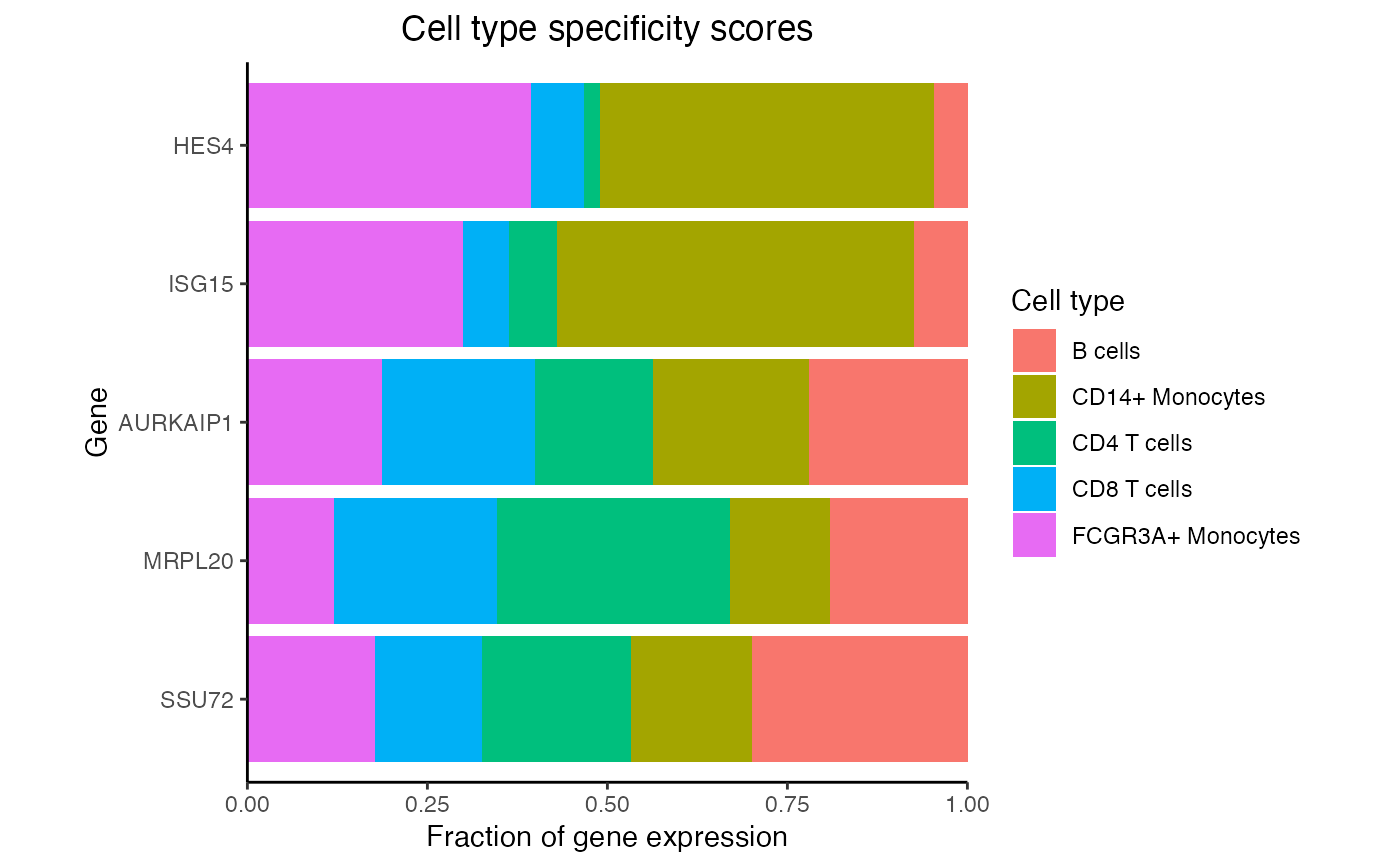 Cell type specificity scores
Gene
HES4
ISG15
AURKAIP1
MRPL20
SSU72
0.00 0.25 0.50 0.75 1.00
Fraction of gene expression
Cell type
B cells
CD14+ Monocytes
CD4 T cells
CD8 T cells
FCGR3A+ Monocytes